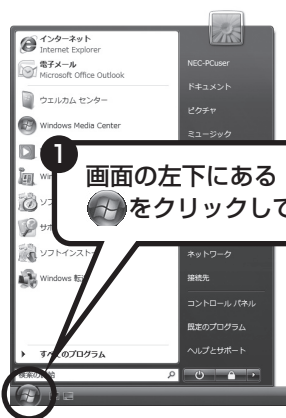 インターネット
Internet Explorer
電子メール
Microsoft Office Outlook
ウェルカム センター
Windows Media Center
NEC-PCuser
ドキュメント
ピクチャ
ミュージック
1
画面の左下にある
をクリックして
ソフトインスト
Windows 転
ネットワーク
接続先
コントロール パネル
既定のプログラム
ヘルプとサポート
すべてのプログラム